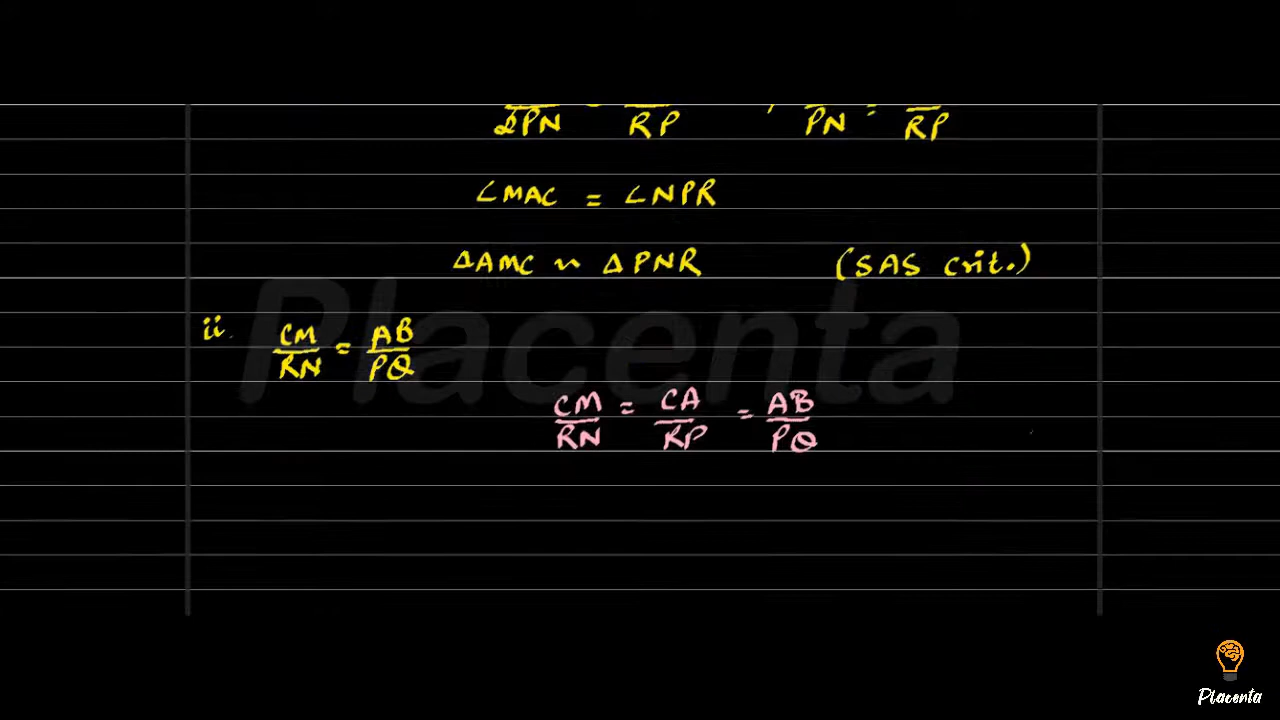 2PN = RP , PN = RP
∠MAC = ∠NPR
ΔAMC ~ ΔPNR (SAS crit.)
ii. CM/RN = AB/PQ
CM/RN = CA/RP = AB/PQ
Placenta
Placenta